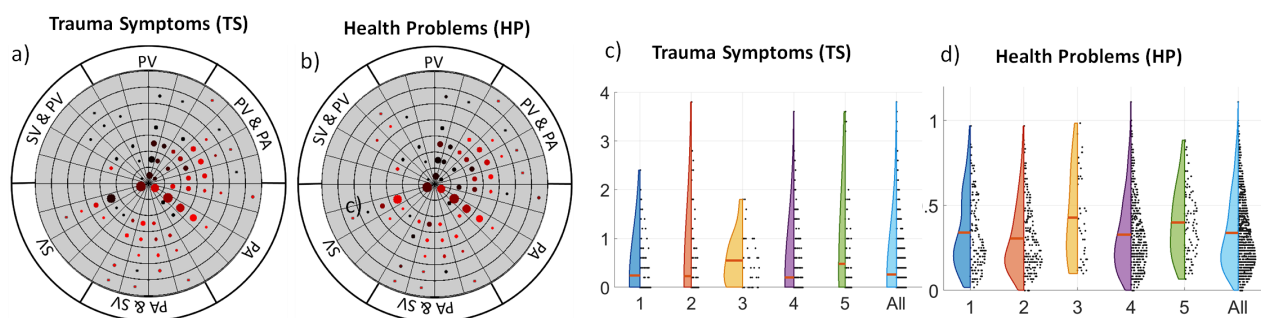 Trauma Symptoms (TS)
a)
PV
SV & PV
PV & PA
SV
PA
PA & SV
Health Problems (HP)
b)
PV
SV & PV
PV & PA
c)
SV
PA
PA & SV
c)
Trauma Symptoms (TS)
4
3
2
1
0
1 2 3 4 5 All
d)
Health Problems (HP)
1
.5
0
1 2 3 4 5 All